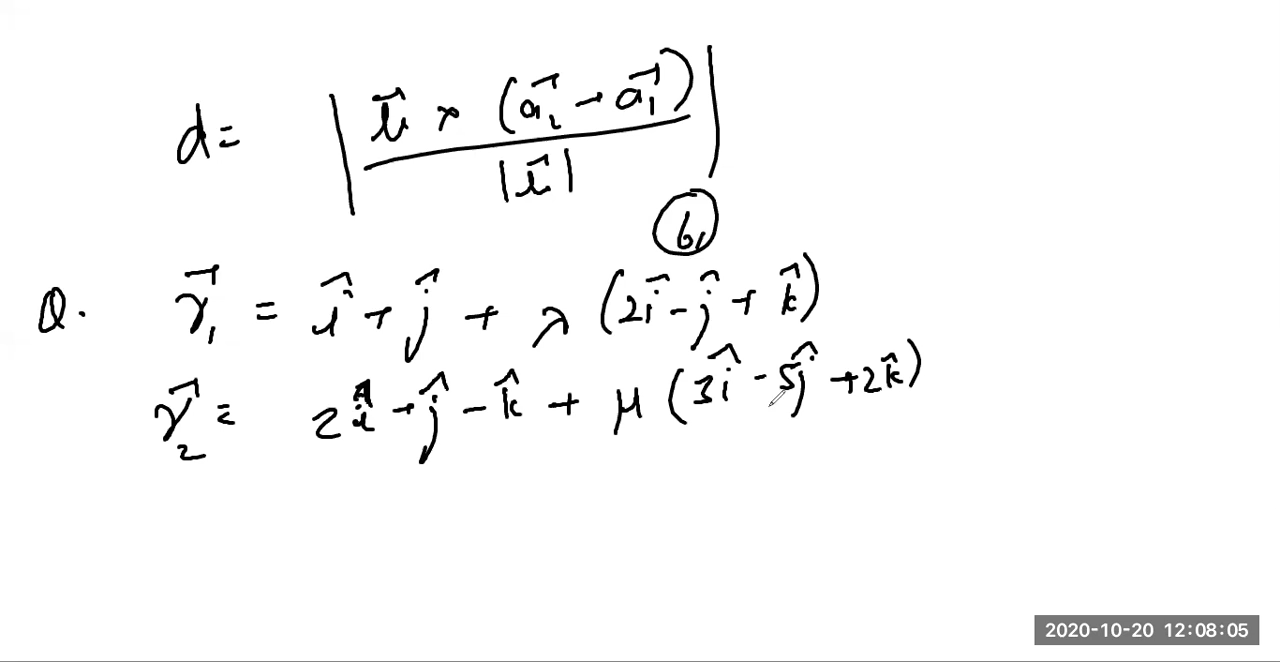 d = | b⃗ × (a⃗₂ - a⃗₁) / |b⃗| |
b₁
Q. r⃗₁ = î + ĵ + λ (2î - ĵ + k̂)
r⃗₂ = 2î + ĵ - k̂ + μ (3î - 5ĵ + 2k̂)
2020-10-20 12:08:05